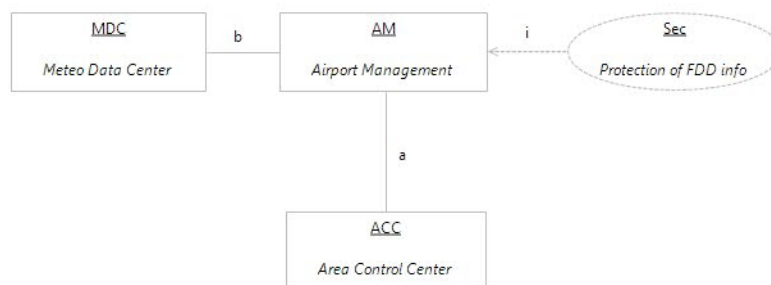 MDC
Meteo Data Center
b
AM
Airport Management
i
Sec
Protection of FDD info
a
ACC
Area Control Center